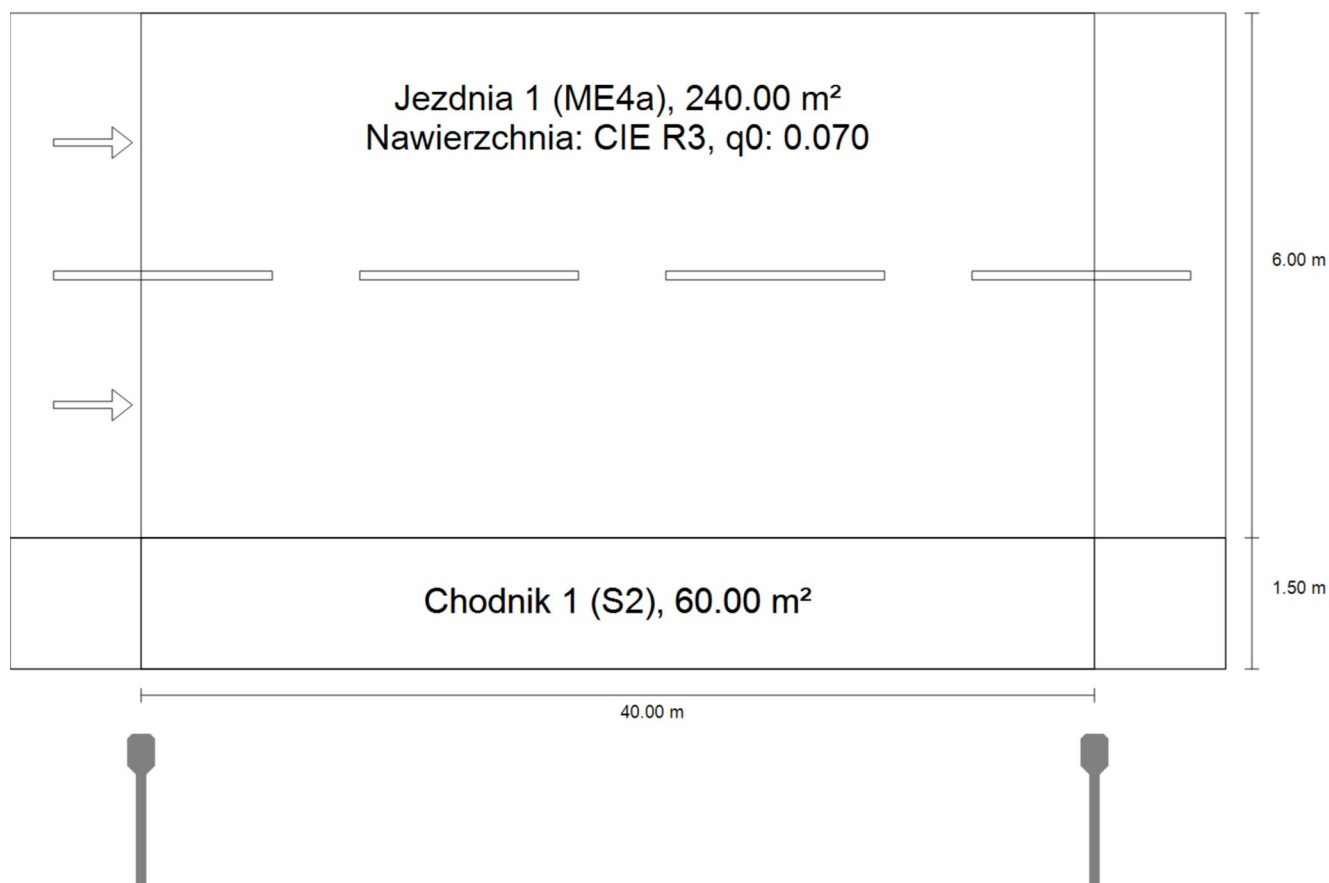 Jezdnia 1 (ME4a), 240.00 m²
Nawierzchnia: CIE R3, q0: 0.070
6.00 m
Chodnik 1 (S2), 60.00 m²
1.50 m
40.00 m